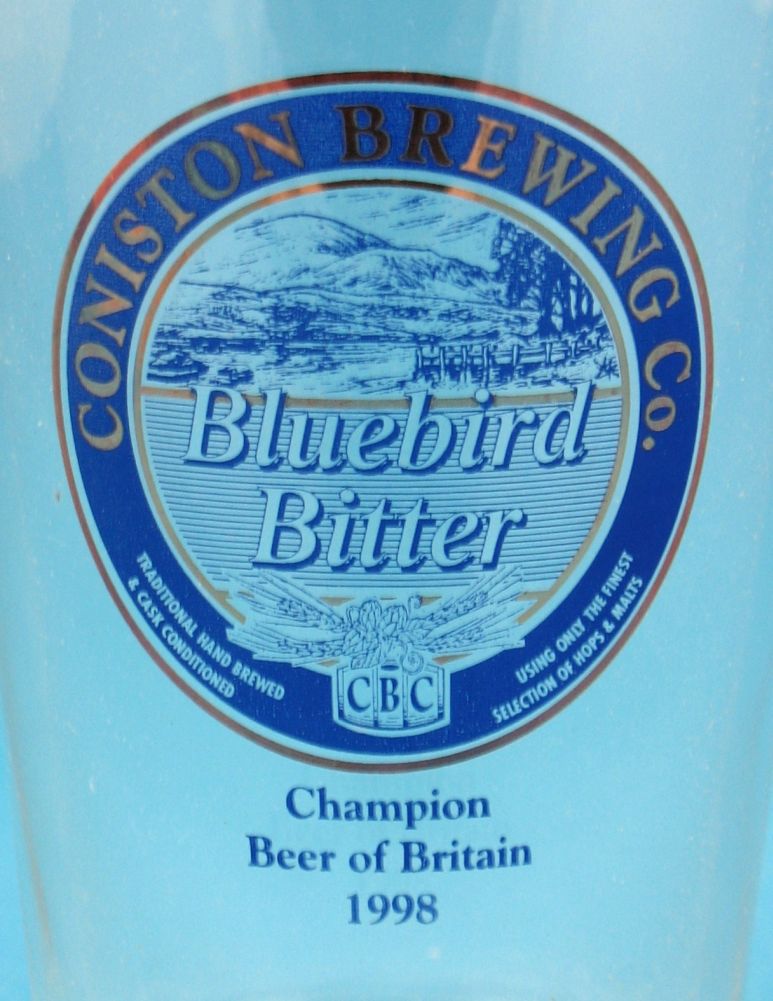 CONISTON BREWING Co.
Bluebird
Bitter
TRADITIONAL HAND BREWED
& CASK CONDITIONED
USING ONLY THE FINEST
SELECTION OF HOPS & MALTS
CBC
Champion
Beer of Britain
1998